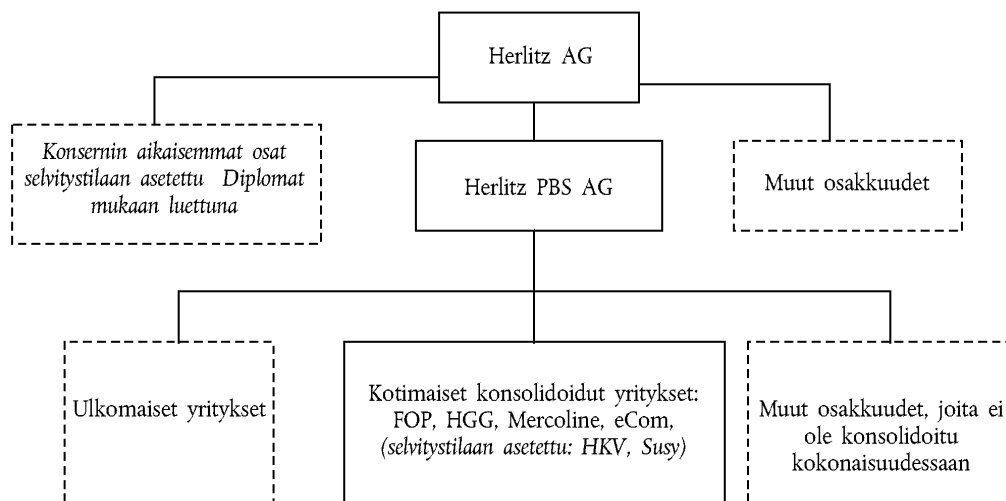 Herlitz AG
Konsernin aikaisemmat osat
selvitystilaan asetettu Diplomat
mukaan luettuna
Herlitz PBS AG
Muut osakkuudet
Ulkomaiset yritykset
Kotimaiset konsolidoidut yritykset:
FOP, HGG, Mercoline, eCom,
(selvitystilaan asetettu: HKV, Susy)
Muut osakkuudet, joita ei
ole konsolidoitu
kokonaisuudessaan